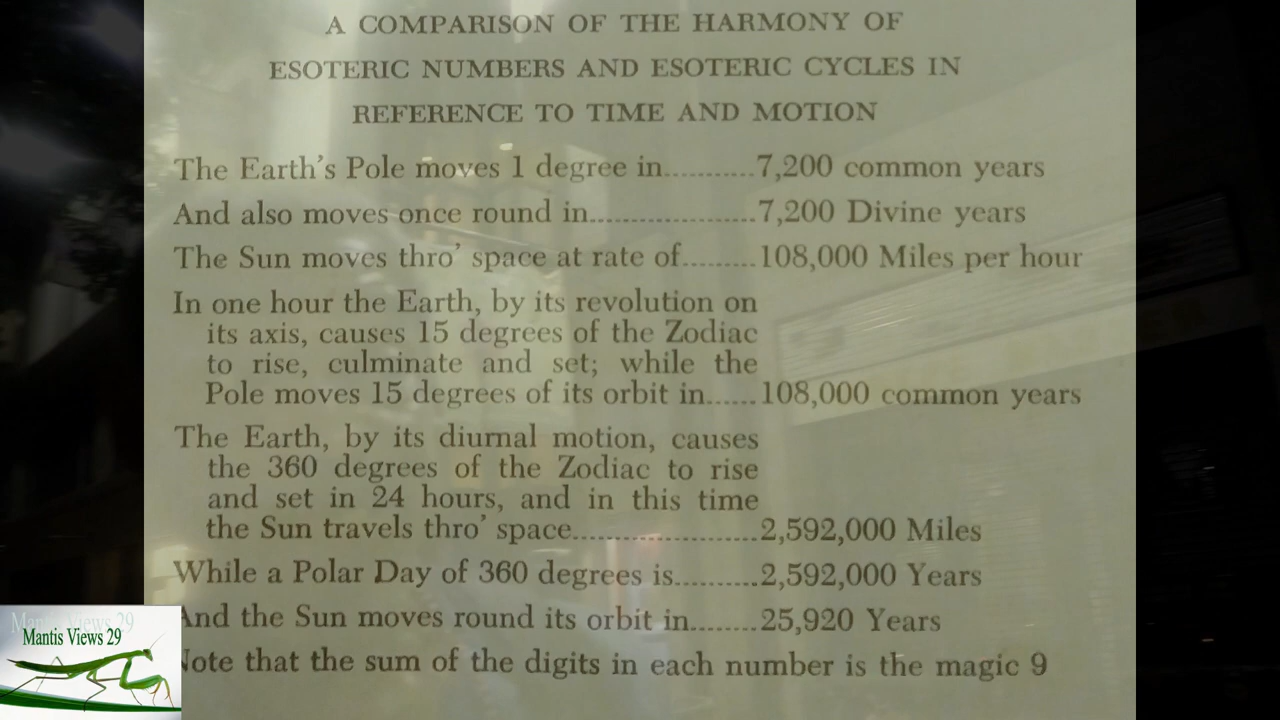 A COMPARISON OF THE HARMONY OF
ESOTERIC NUMBERS AND ESOTERIC CYCLES IN
REFERENCE TO TIME AND MOTION
The Earth's Pole moves 1 degree in...........7,200 common years
And also moves once round in....................7,200 Divine years
The Sun moves thro' space at rate of.........108,000 Miles per hour
In one hour the Earth, by its revolution on
its axis, causes 15 degrees of the Zodiac
to rise, culminate and set; while the
Pole moves 15 degrees of its orbit in......108,000 common years
The Earth, by its diurnal motion, causes
the 360 degrees of the Zodiac to rise
and set in 24 hours, and in this time
the Sun travels thro' space......................2,592,000 Miles
While a Polar Day of 360 degrees is..........2,592,000 Years
And the Sun moves round its orbit in........25,920 Years
Note that the sum of the digits in each number is the magic 9
Mantis Views 29
Mantis Views 29